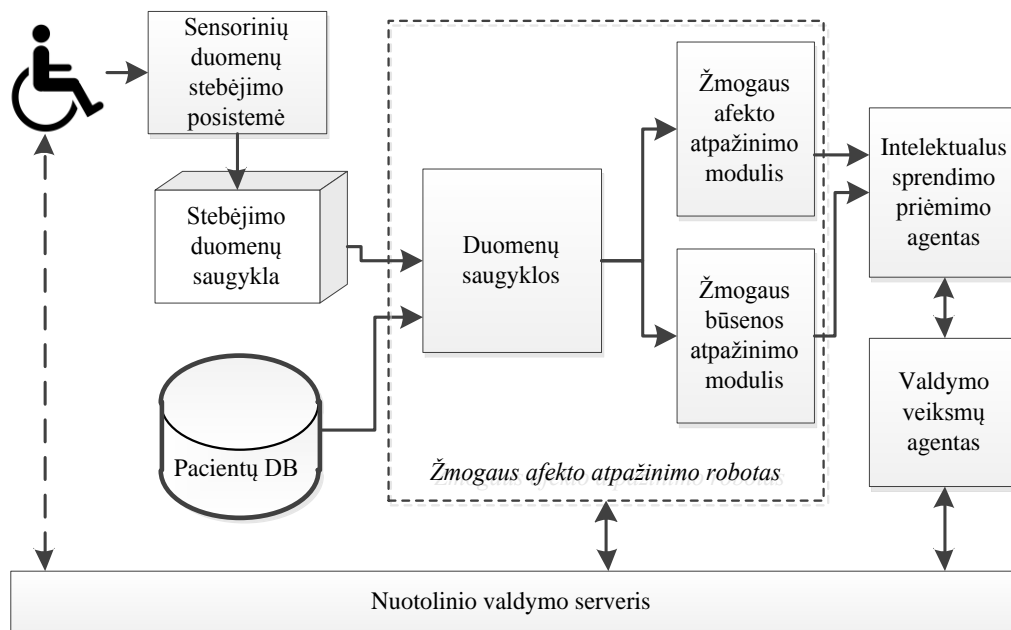 Sensorinių
duomenų
stebėjimo
posistemė
Stebėjimo
duomenų
saugykla
Pacientų DB
Duomenų
saugyklos
Žmogaus
afekto
atpažinimo
modulis
Žmogaus
būsenos
atpažinimo
modulis
Žmogaus afekto atpažinimo robotas
Intelektualus
sprendimo
priėmimo
agentas
Valdymo
veiksmų
agentas
Nuotolinio valdymo serveris